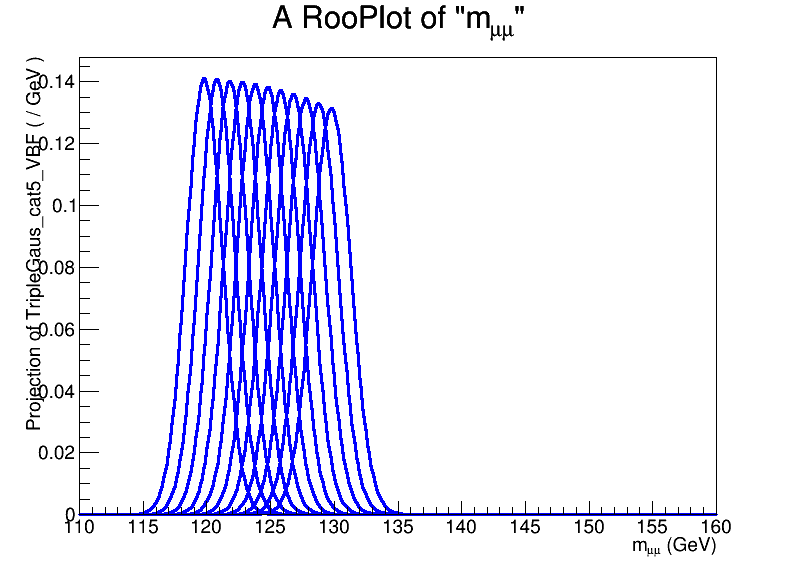 A RooPlot of "mμμ"
Projection of TripleGaus_cat5_VBF ( / GeV )
0.14
0.12
0.1
0.08
0.06
0.04
0.02
0
110 115 120 125 130 135 140 145 150 155 160
mμμ (GeV)